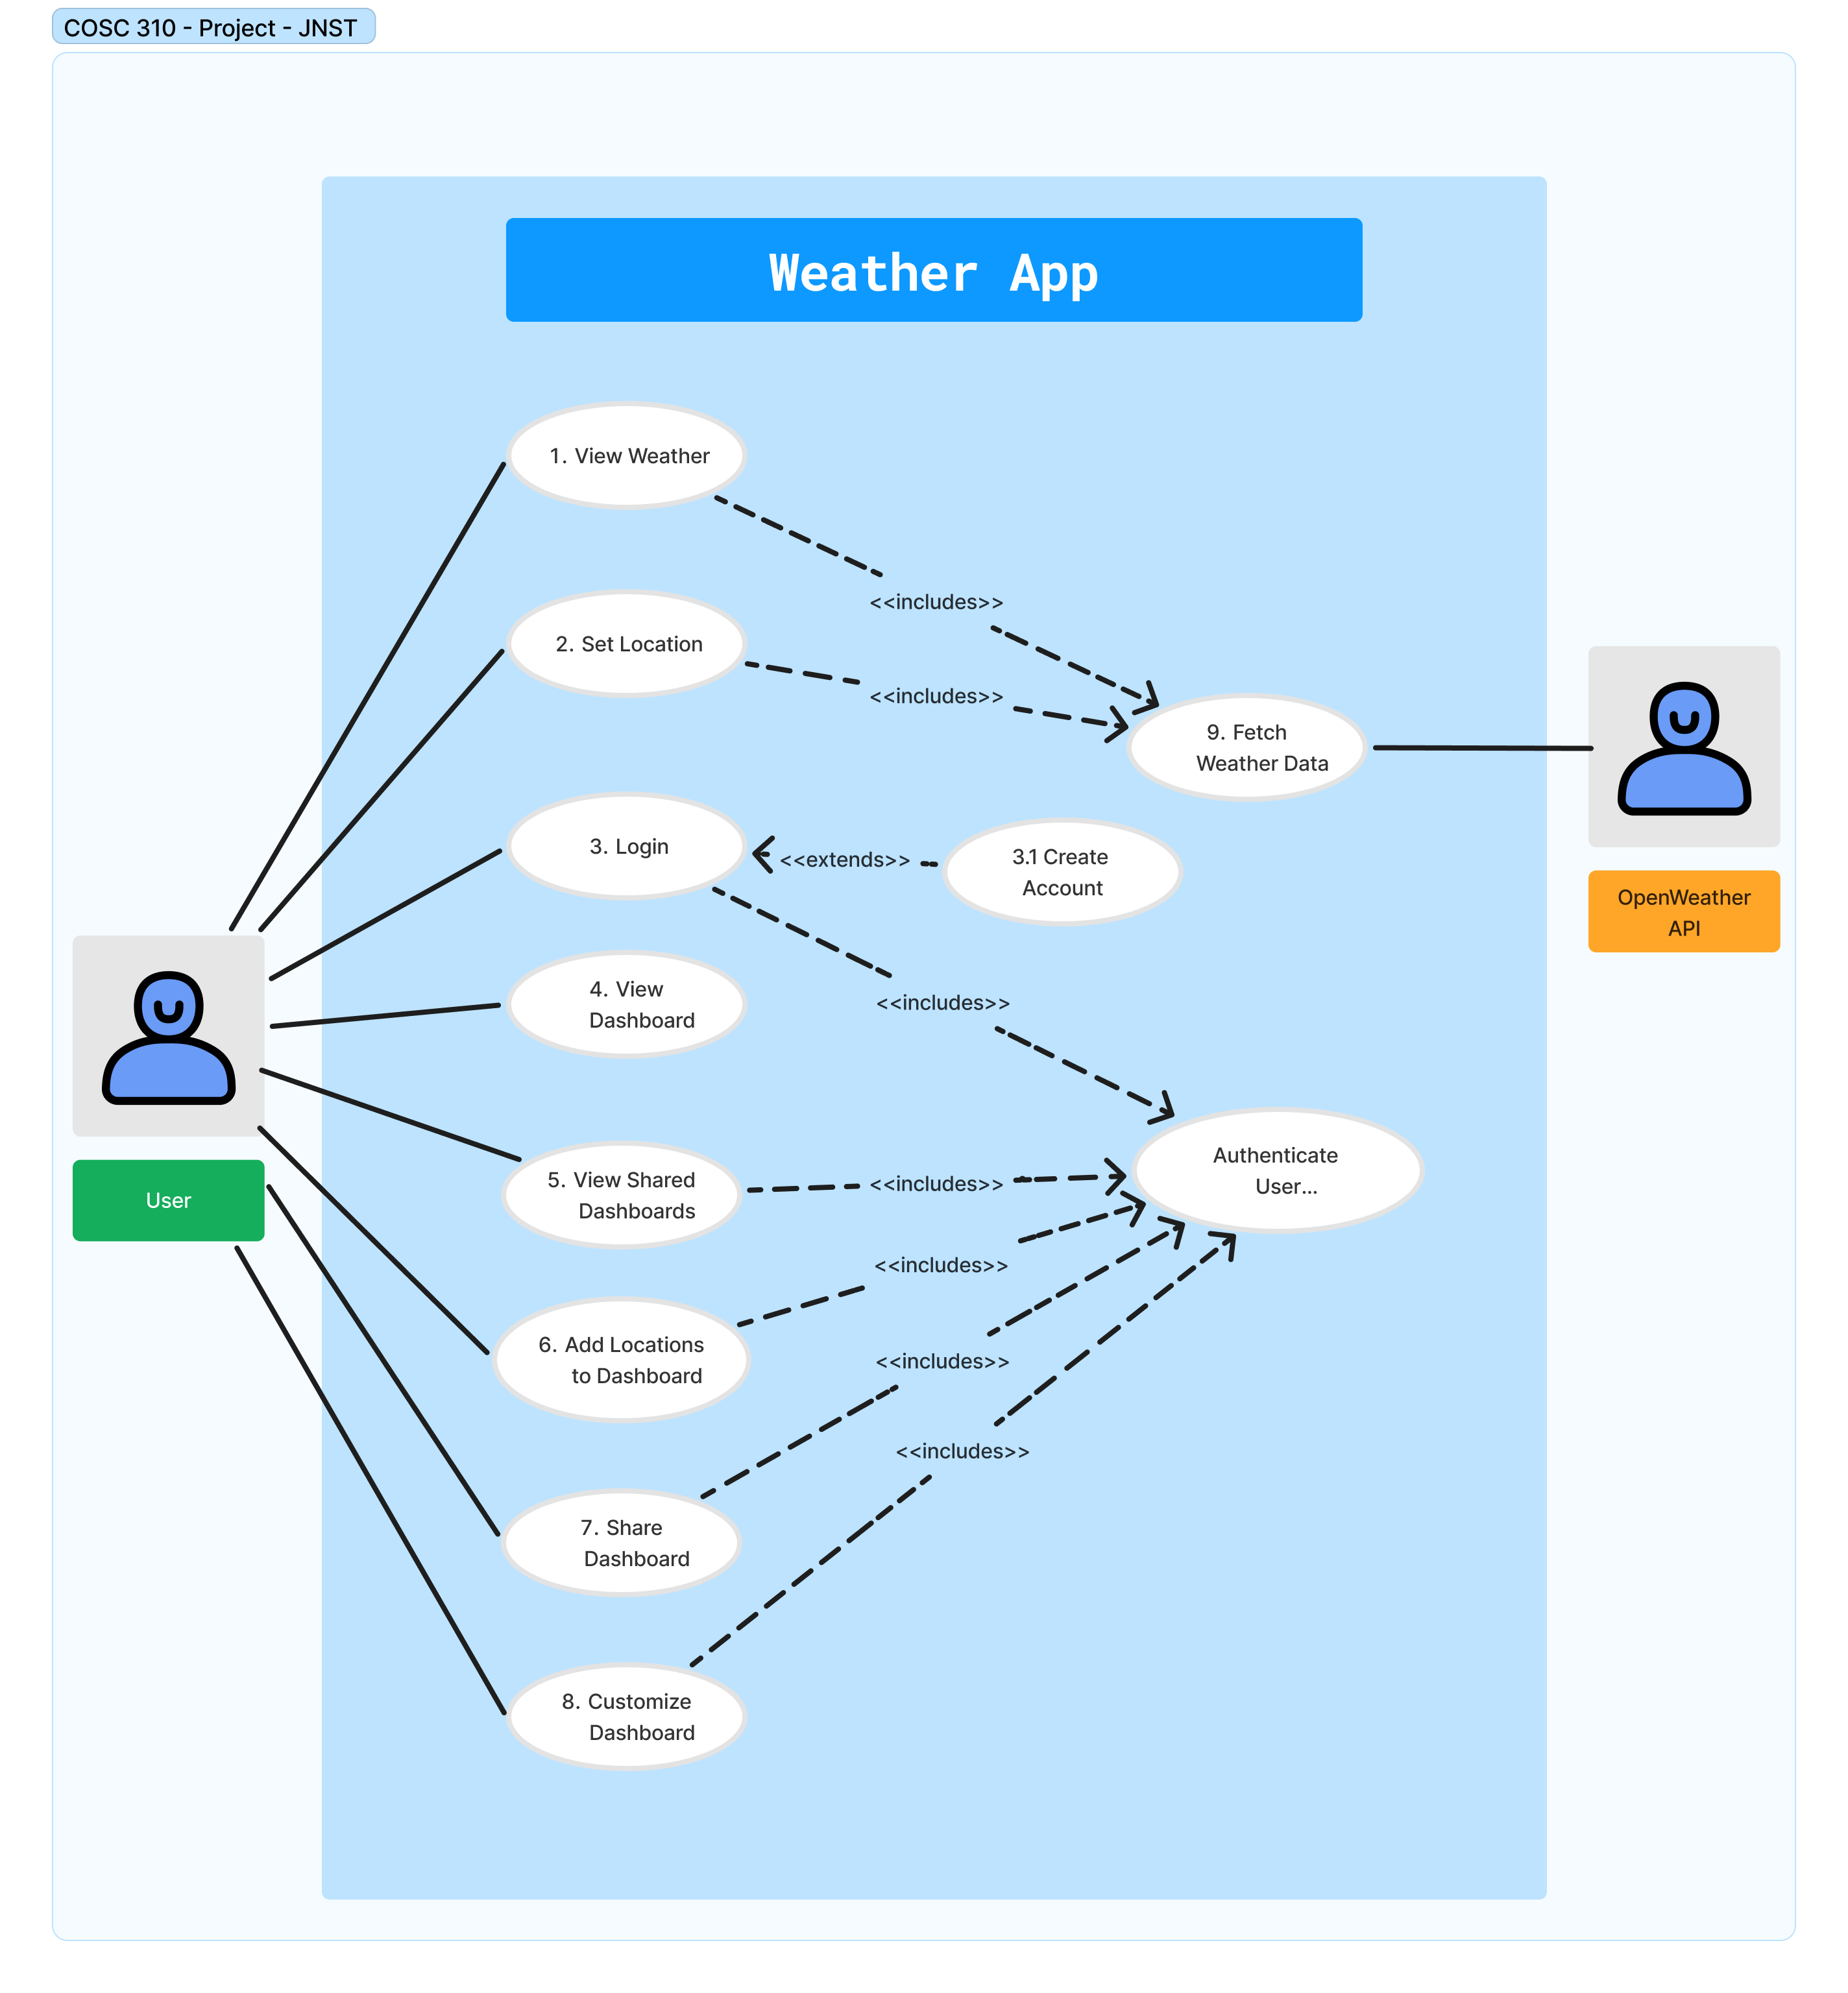 COSC 310 - Project - JNST
Weather App
1. View Weather
<<includes>>
2. Set Location
<<includes>>
9. Fetch
Weather Data
3. Login
<<extends>>
3.1 Create
Account
OpenWeather
API
4. View
Dashboard
<<includes>>
User
5. View Shared
Dashboards
<<includes>>
Authenticate
User...
<<includes>>
6. Add Locations
to Dashboard
<<includes>>
<<includes>>
7. Share
Dashboard
8. Customize
Dashboard